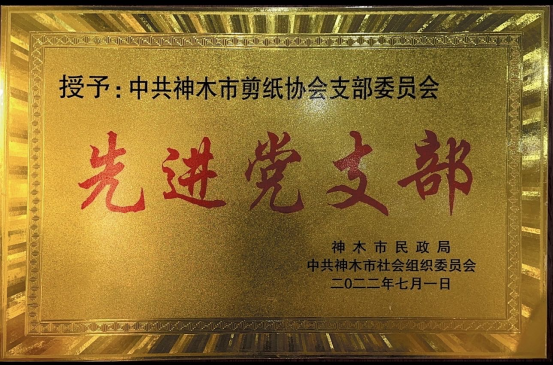 授予:中共神木市剪纸协会支部委员会
先进党支部
神木市民政局
中共神木市社会组织委员会
二〇二二年七月一日